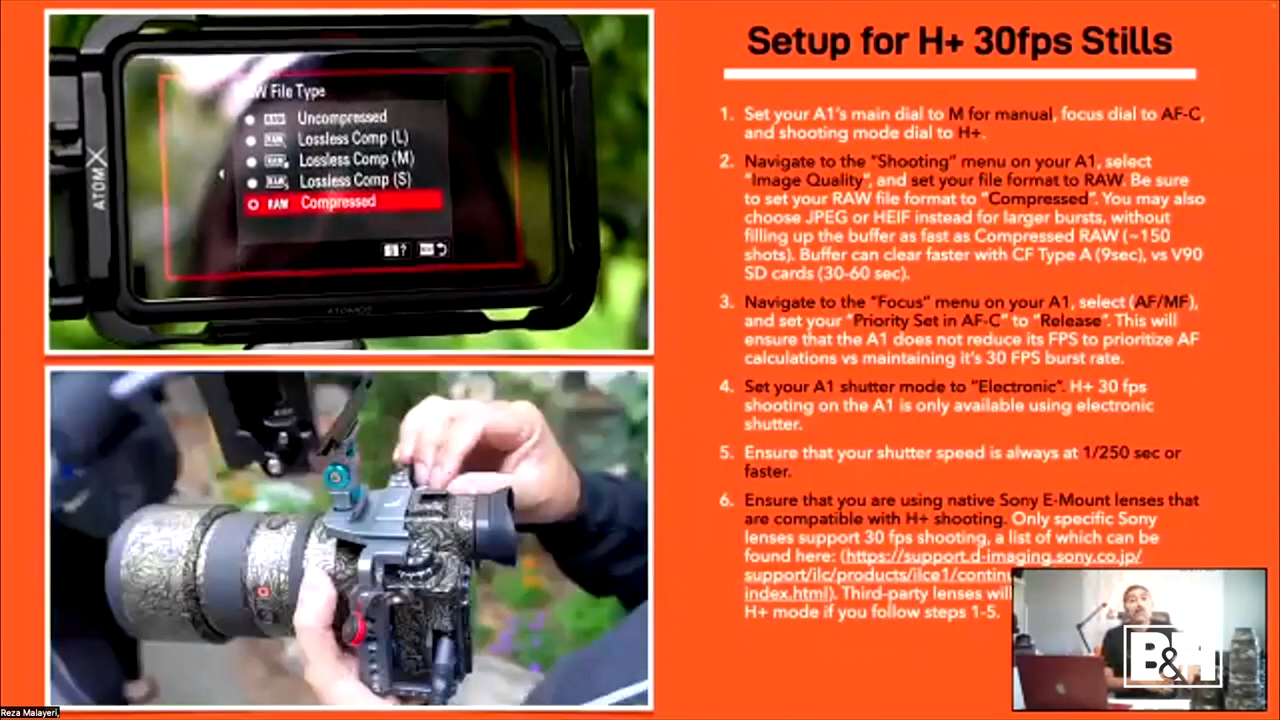 ATOMX
RAW File Type
RAW Uncompressed
RAW Lossless Comp (L)
RAW Lossless Comp (M)
RAW Lossless Comp (S)
RAW Compressed
?
ATOMOS
Setup for H+ 30fps Stills
1. Set your A1's main dial to M for manual, focus dial to AF-C,
and shooting mode dial to H+.
2. Navigate to the "Shooting" menu on your A1, select
"Image Quality", and set your file format to RAW. Be sure
to set your RAW file format to "Compressed". You may also
choose JPEG or HEIF instead for larger bursts, without
filling up the buffer as fast as Compressed RAW (~150
shots). Buffer can clear faster with CF Type A (9sec), vs V90
SD cards (30-60 sec).
3. Navigate to the "Focus" menu on your A1, select (AF/MF),
and set your "Priority Set in AF-C" to "Release". This will
ensure that the A1 does not reduce its FPS to prioritize AF
calculations vs maintaining it's 30 FPS burst rate.
4. Set your A1 shutter mode to "Electronic". H+ 30 fps
shooting on the A1 is only available using electronic
shutter.
5. Ensure that your shutter speed is always at 1/250 sec or
faster.
6. Ensure that you are using native Sony E-Mount lenses that
are compatible with H+ shooting. Only specific Sony
lenses support 30 fps shooting, a list of which can be
found here: (https://support.d-imaging.sony.co.jp/
support/ilc/products/ilce1/continu
index.html). Third-party lenses will
H+ mode if you follow steps 1-5.
B&H
Reza Malayeri,